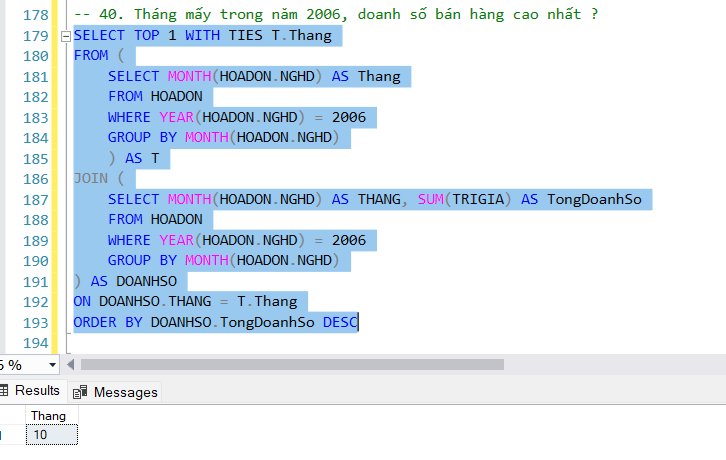 178 -- 40. Tháng mấy trong năm 2006, doanh số bán hàng cao nhất ?
179 SELECT TOP 1 WITH TIES T.Thang
180 FROM (
181 SELECT MONTH(HOADON.NGHD) AS Thang
182 FROM HOADON
183 WHERE YEAR(HOADON.NGHD) = 2006
184 GROUP BY MONTH(HOADON.NGHD)
185 ) AS T
186 JOIN (
187 SELECT MONTH(HOADON.NGHD) AS THANG, SUM(TRIGIA) AS TongDoanhSo
188 FROM HOADON
189 WHERE YEAR(HOADON.NGHD) = 2006
190 GROUP BY MONTH(HOADON.NGHD)
191 ) AS DOANHSO
192 ON DOANHSO.THANG = T.Thang
193 ORDER BY DOANHSO.TongDoanhSo DESC
194
%
Results Messages
Thang
10